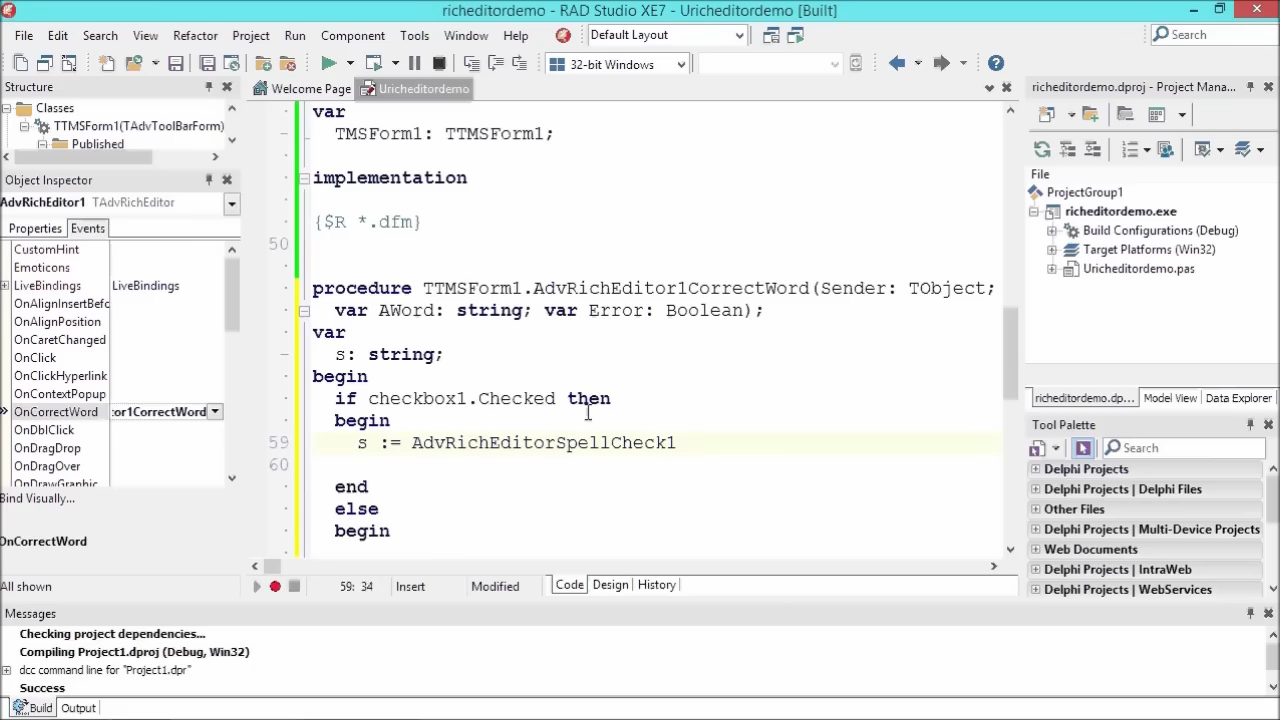 richeditordemo - RAD Studio XE7 - Uricheditordemo [Built]
File Edit Search View Refactor Project Run Component Tools Window Help
Default Layout
Search
32-bit Windows
Structure
Classes
TTMSForm1(TAdvToolBarForm)
Published
Object Inspector
AdvRichEditor1 TAdvRichEditor
Properties Events
CustomHint
Emoticons
LiveBindings LiveBindings
OnAlignInsertBefo
OnAlignPosition
OnCaretChanged
OnClick
OnClickHyperlink
OnContextPopup
OnCorrectWord or1CorrectWord
OnDblClick
OnDragDrop
OnDragOver
OnDrawGraphic
Bind Visually...
OnCorrectWord
All shown
Welcome Page Uricheditordemo
var
TMSForm1: TTMSForm1;
implementation
{$R *.dfm}
50
procedure TTMSForm1.AdvRichEditor1CorrectWord(Sender: TObject;
var AWord: string; var Error: Boolean);
var
s: string;
begin
if checkbox1.Checked then
begin
59 s := AdvRichEditorSpellCheck1
60
end
else
begin
59: 34 Insert Modified Code Design History
richeditordemo.dproj - Project Mana...
File
ProjectGroup1
richeditordemo.exe
Build Configurations (Debug)
Target Platforms (Win32)
Uricheditordemo.pas
richeditordemo.dp... Model View Data Explorer
Tool Palette
Search
Delphi Projects
Delphi Projects | Delphi Files
Other Files
Delphi Projects | Multi-Device Projects
Web Documents
Delphi Projects | IntraWeb
Delphi Projects | WebServices
Messages
Checking project dependencies...
Compiling Project1.dproj (Debug, Win32)
dcc command line for "Project1.dpr"
Success
Build Output